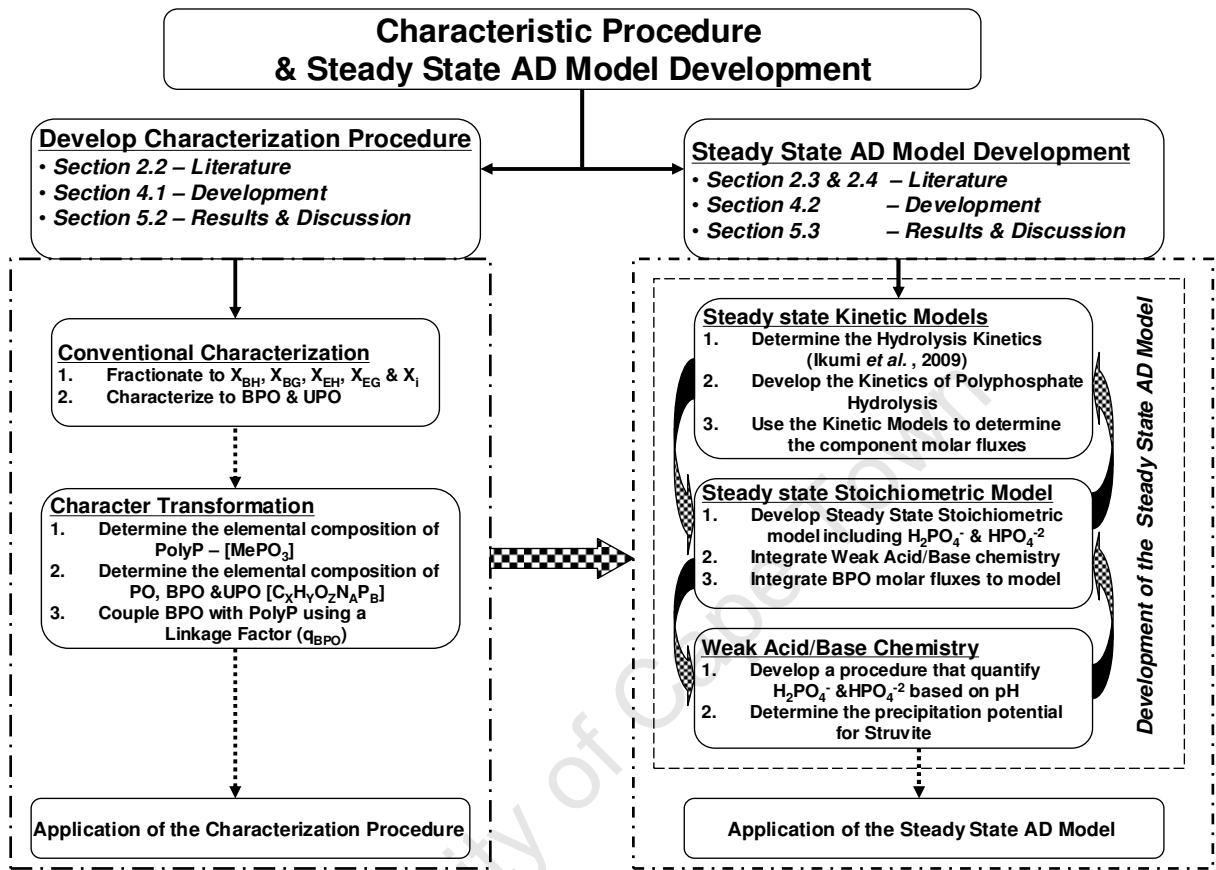 Characteristic Procedure
& Steady State AD Model Development
Develop Characterization Procedure
• Section 2.2 – Literature
• Section 4.1 – Development
• Section 5.2 – Results & Discussion
Steady State AD Model Development
• Section 2.3 & 2.4 – Literature
• Section 4.2 – Development
• Section 5.3 – Results & Discussion
Conventional Characterization
1. Fractionate to X_BH, X_BG, X_EH, X_EG & X_i
2. Characterize to BPO & UPO
Character Transformation
1. Determine the elemental composition of
PolyP – [MePO₃]
2. Determine the elemental composition of
PO, BPO &UPO [C_XH_YO_ZN_AP_B]
3. Couple BPO with PolyP using a
Linkage Factor (q_BPO)
Application of the Characterization Procedure
Steady state Kinetic Models
1. Determine the Hydrolysis Kinetics
(Ikumi et al. , 2009)
2. Develop the Kinetics of Polyphosphate
Hydrolysis
3. Use the Kinetic Models to determine
the component molar fluxes
Steady state Stoichiometric Model
1. Develop Steady State Stoichiometric
model including H₂PO₄⁻ & HPO₄⁻²
2. Integrate Weak Acid/Base chemistry
3. Integrate BPO molar fluxes to model
Weak Acid/Base Chemistry
1. Develop a procedure that quantify
H₂PO₄⁻ &HPO₄⁻² based on pH
2. Determine the precipitation potential
for Struvite
Development of the Steady State AD Model
Application of the Steady State AD Model
ity of Cape Town